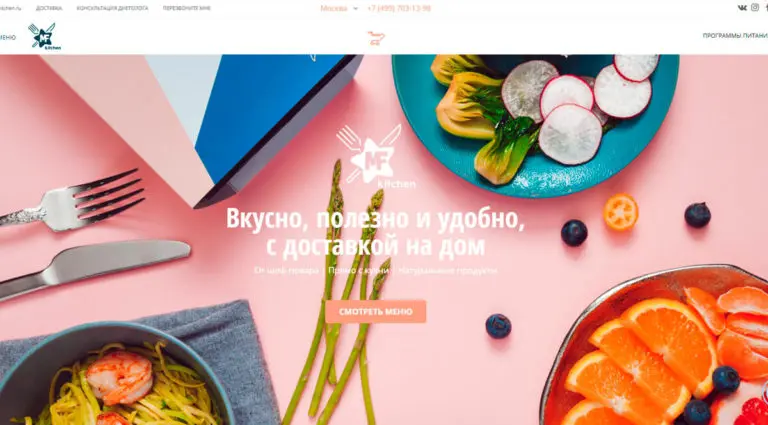 kitchen.ru ДОСТАВКА КОНСУЛЬТАЦИЯ ДИЕТОЛОГА ПЕРЕЗВОНИТЕ МНЕ Москва +7 (495) 703-13-98
МЕНЮ MF kitchen ПРОГРАММЫ ПИТАНИ
MF
kitchen
Вкусно, полезно и удобно,
с доставкой на дом
От шеф-повара Прямо с кухни Натуральные продукты
СМОТРЕТЬ МЕНЮ